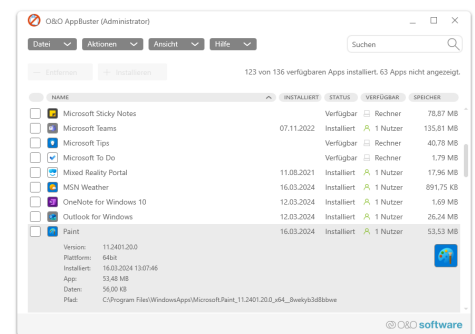 O&O AppBuster (Administrator)
Datei Aktionen Ansicht Hilfe Suchen
Entfernen Installieren 123 von 136 verfügbaren Apps installiert. 63 Apps nicht angezeigt.
NAME INSTALLIERT STATUS VERFÜGBAR SPEICHER
Microsoft Sticky Notes Verfügbar Rechner 78,87 MB
Microsoft Teams 07.11.2022 Installiert 1 Nutzer 135,81 MB
Microsoft Tips Verfügbar Rechner 40,78 MB
Microsoft To Do Verfügbar Rechner 1,79 MB
Mixed Reality Portal 11.08.2021 Installiert 1 Nutzer 17,96 MB
MSN Weather 16.03.2024 Installiert 1 Nutzer 891,75 KB
OneNote for Windows 10 12.03.2024 Installiert 1 Nutzer 1,69 MB
Outlook for Windows 12.03.2024 Installiert 1 Nutzer 26,24 MB
Paint 16.03.2024 Installiert 1 Nutzer 53,53 MB
Version: 11.2401.20.0
Plattform: 64bit
Installiert: 16.03.2024 13:07:46
App: 53,48 MB
Daten: 56,00 KB
Pfad: C:\Program Files\WindowsApps\Microsoft.Paint_11.2401.20.0_x64__8wekyb3d8bbwe
O&O software